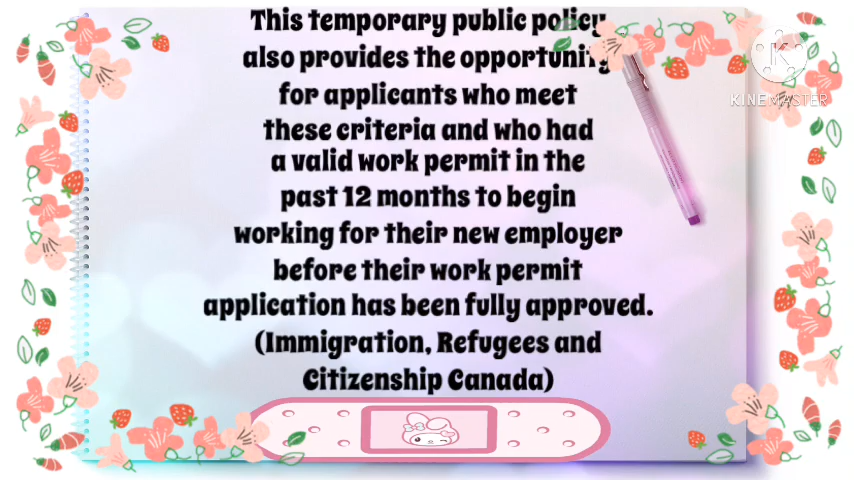 This temporary public policy
also provides the opportunity
for applicants who meet
these criteria and who had
a valid work permit in the
past 12 months to begin
working for their new employer
before their work permit
application has been fully approved.
(Immigration, Refugees and
Citizenship Canada)
KINEMASTER